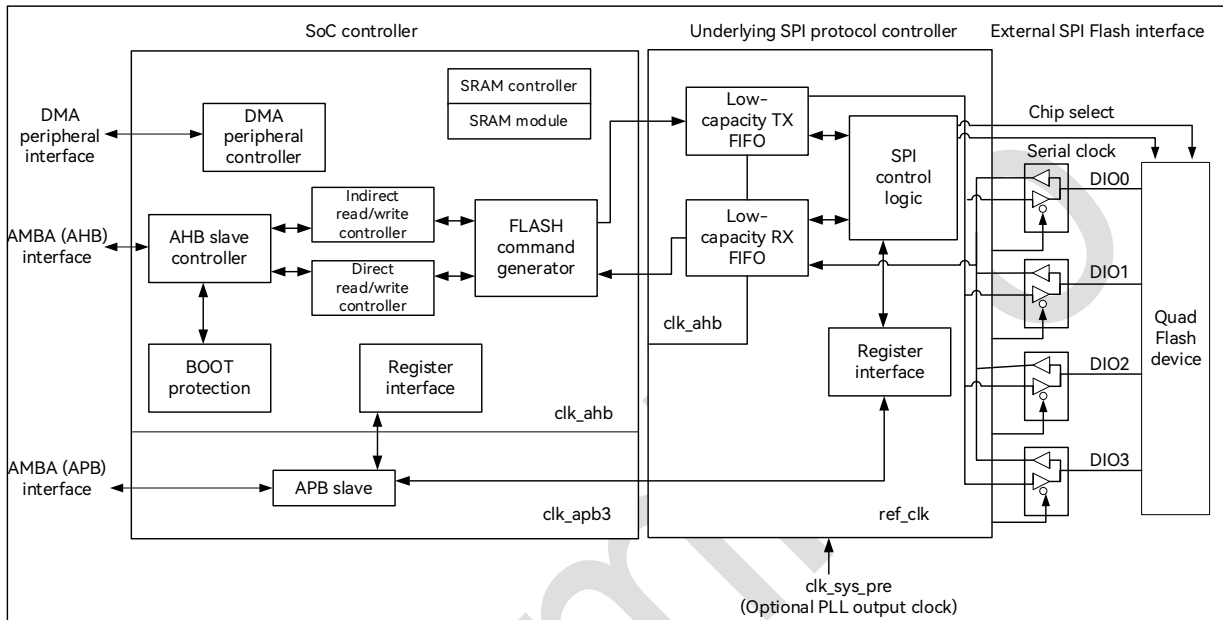 SoC controller
Underlying SPI protocol controller
External SPI Flash interface
SRAM controller
SRAM module
DMA
peripheral
interface
DMA
peripheral
controller
Low-
capacity TX
FIFO
SPI
control
logic
Chip select
Serial clock
DIO0
AMBA (AHB)
interface
AHB slave
controller
Indirect
read/write
controller
Direct
read/write
controller
FLASH
command
generator
Low-
capacity RX
FIFO
DIO1
Quad
Flash
device
BOOT
protection
Register
interface
clk_ahb
clk_ahb
Register
interface
DIO2
AMBA (APB)
interface
APB slave
clk_apb3
ref_clk
DIO3
clk_sys_pre
(Optional PLL output clock)